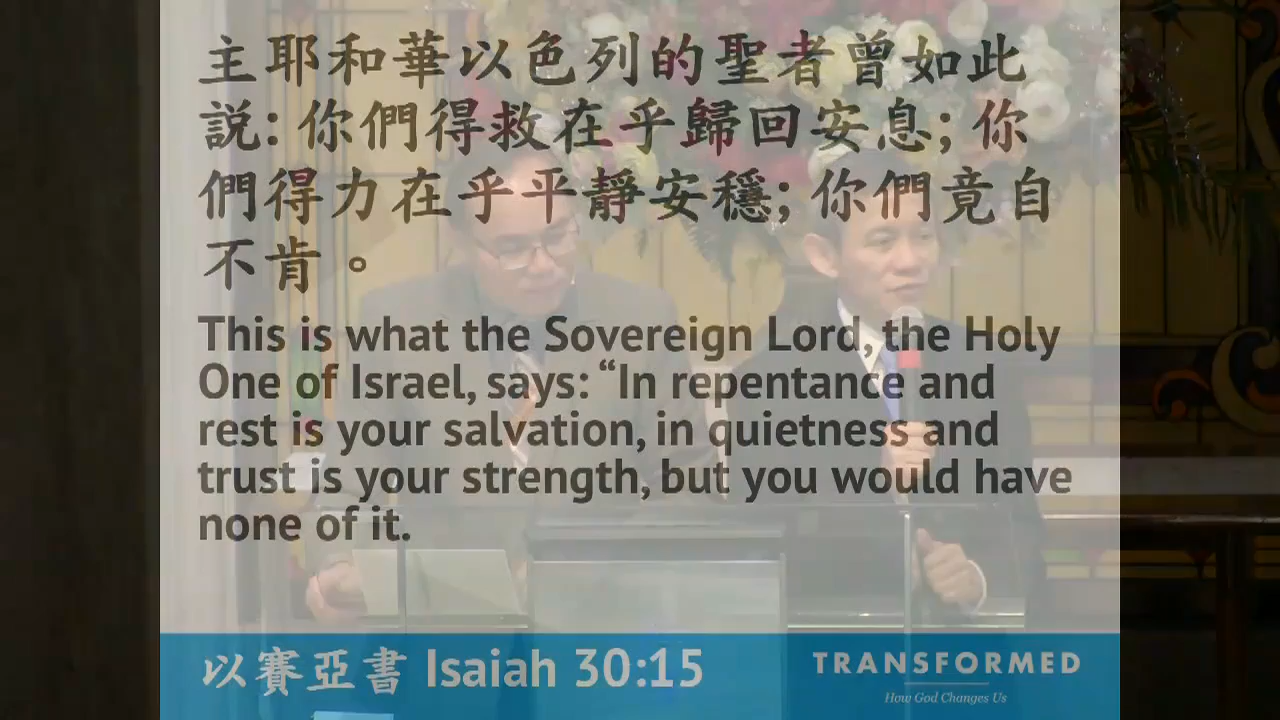 主耶和華以色列的聖者曾如此
説: 你們得救在乎歸回安息; 你
們得力在乎平靜安穩; 你們竟自
不肯。
This is what the Sovereign Lord, the Holy
One of Israel, says: “In repentance and
rest is your salvation, in quietness and
trust is your strength, but you would have
none of it.
以賽亞書 Isaiah 30:15
TRANSFORMED
How God Changes Us